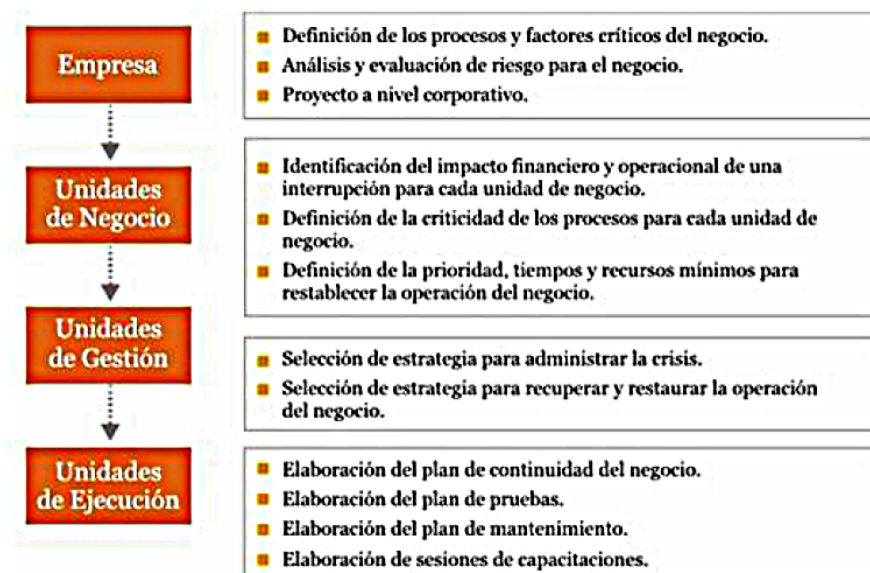 Empresa
Definición de los procesos y factores críticos del negocio.
Análisis y evaluación de riesgo para el negocio.
Proyecto a nivel corporativo.
Unidades
de Negocio
Identificación del impacto financiero y operacional de una
interrupción para cada unidad de negocio.
Definición de la criticidad de los procesos para cada unidad de
negocio.
Definición de la prioridad, tiempos y recursos mínimos para
restablecer la operación del negocio.
Unidades
de Gestión
Selección de estrategia para administrar la crisis.
Selección de estrategia para recuperar y restaurar la operación
del negocio.
Unidades
de Ejecución
Elaboración del plan de continuidad del negocio.
Elaboración del plan de pruebas.
Elaboración del plan de mantenimiento.
Elaboración de sesiones de capacitaciones.